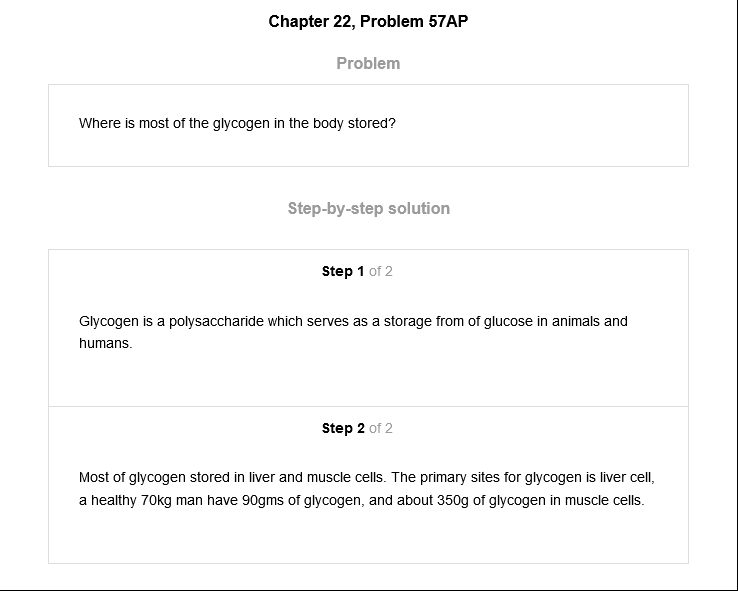 Chapter 22, Problem 57AP
Problem
Where is most of the glycogen in the body stored?
Step-by-step solution
Step 1 of 2
Glycogen is a polysaccharide which serves as a storage from of glucose in animals and
humans.
Step 2 of 2
Most of glycogen stored in liver and muscle cells. The primary sites for glycogen is liver cell,
a healthy 70kg man have 90gms of glycogen, and about 350g of glycogen in muscle cells.